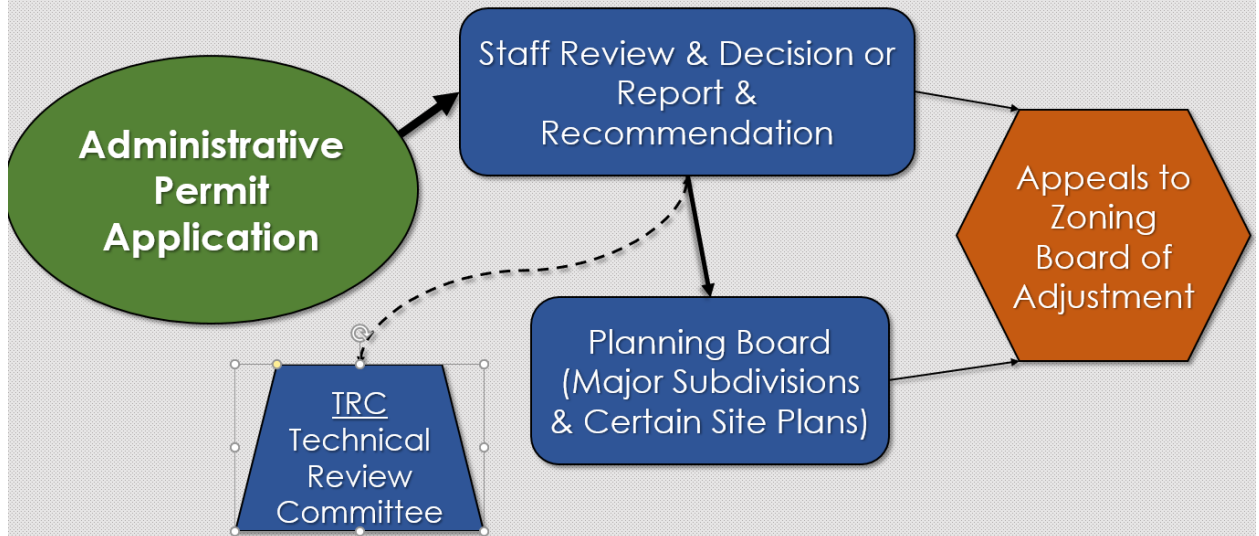 Administrative
Permit
Application
Staff Review & Decision or
Report &
Recommendation
Planning Board
(Major Subdivisions
& Certain Site Plans)
TRC
Technical
Review
Committee
Appeals to
Zoning
Board of
Adjustment